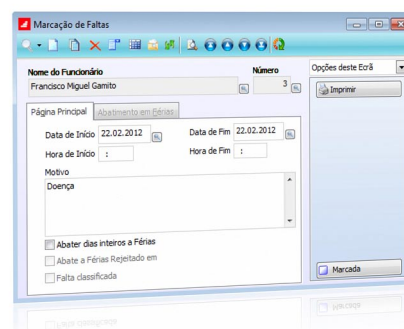 Marcação de Faltas
Nome do Funcionário Número
Francisco Miguel Gamito 3
Opções deste Ecrã
Imprimir
Página Principal Abatimento em Férias
Data de Início 22.02.2012 Data de Fim 22.02.2012
Hora de Início : Hora de Fim :
Motivo
Doença
Abater dias inteiros a Férias
Abate a Férias Rejeitado em
Falta classificada
Marcada